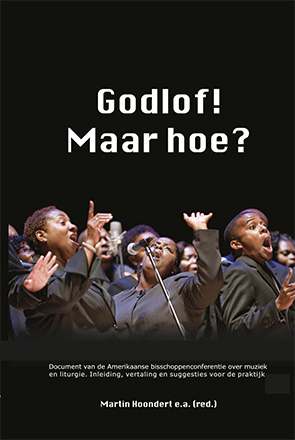 Godlof!
Maar hoe?
Document van de Amerikaanse bisschoppenconferentie over muziek
en liturgie. Inleiding, vertaling en suggesties voor de praktijk
Martin Hoondert e.a. (red.)